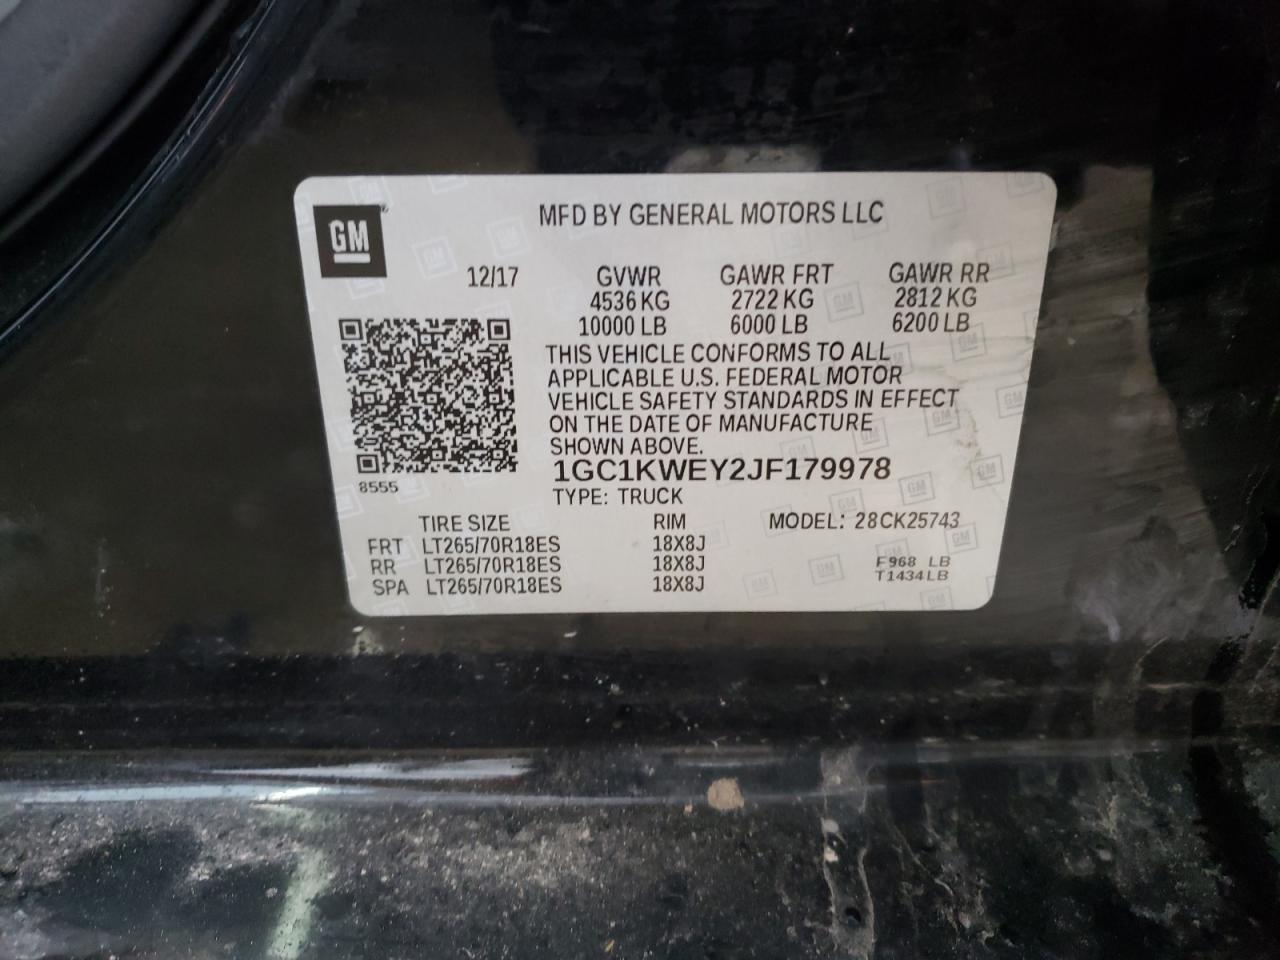 GM
MFD BY GENERAL MOTORS LLC
12/17 GVWR GAWR FRT GAWR RR
4536 KG 2722 KG 2812 KG
10000 LB 6000 LB 6200 LB
THIS VEHICLE CONFORMS TO ALL
APPLICABLE U.S. FEDERAL MOTOR
VEHICLE SAFETY STANDARDS IN EFFECT
ON THE DATE OF MANUFACTURE
SHOWN ABOVE.
1GC1KWEY2JF179978
8555
TYPE: TRUCK
TIRE SIZE RIM MODEL: 28CK25743
FRT LT265/70R18ES 18X8J
RR LT265/70R18ES 18X8J
SPA LT265/70R18ES 18X8J
F968 LB
T1434LB